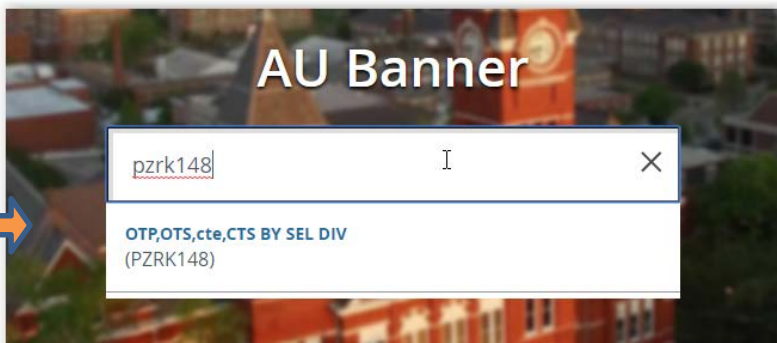 AU Banner
pzrk148
OTP,OTS,cte,CTS BY SEL DIV
(PZRK148)